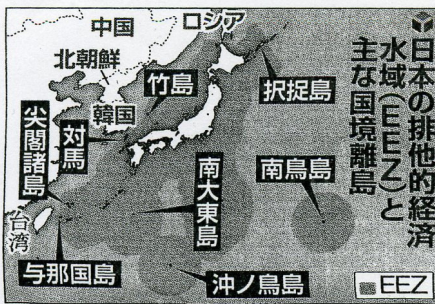 日本の排他的経済
水域(EEZ)と
主な国境離島
ロシア
中国
北朝鮮
韓国
竹島
択捉島
対馬
尖閣諸島
台湾
南大東島
南鳥島
与那国島
沖ノ鳥島
EEZ